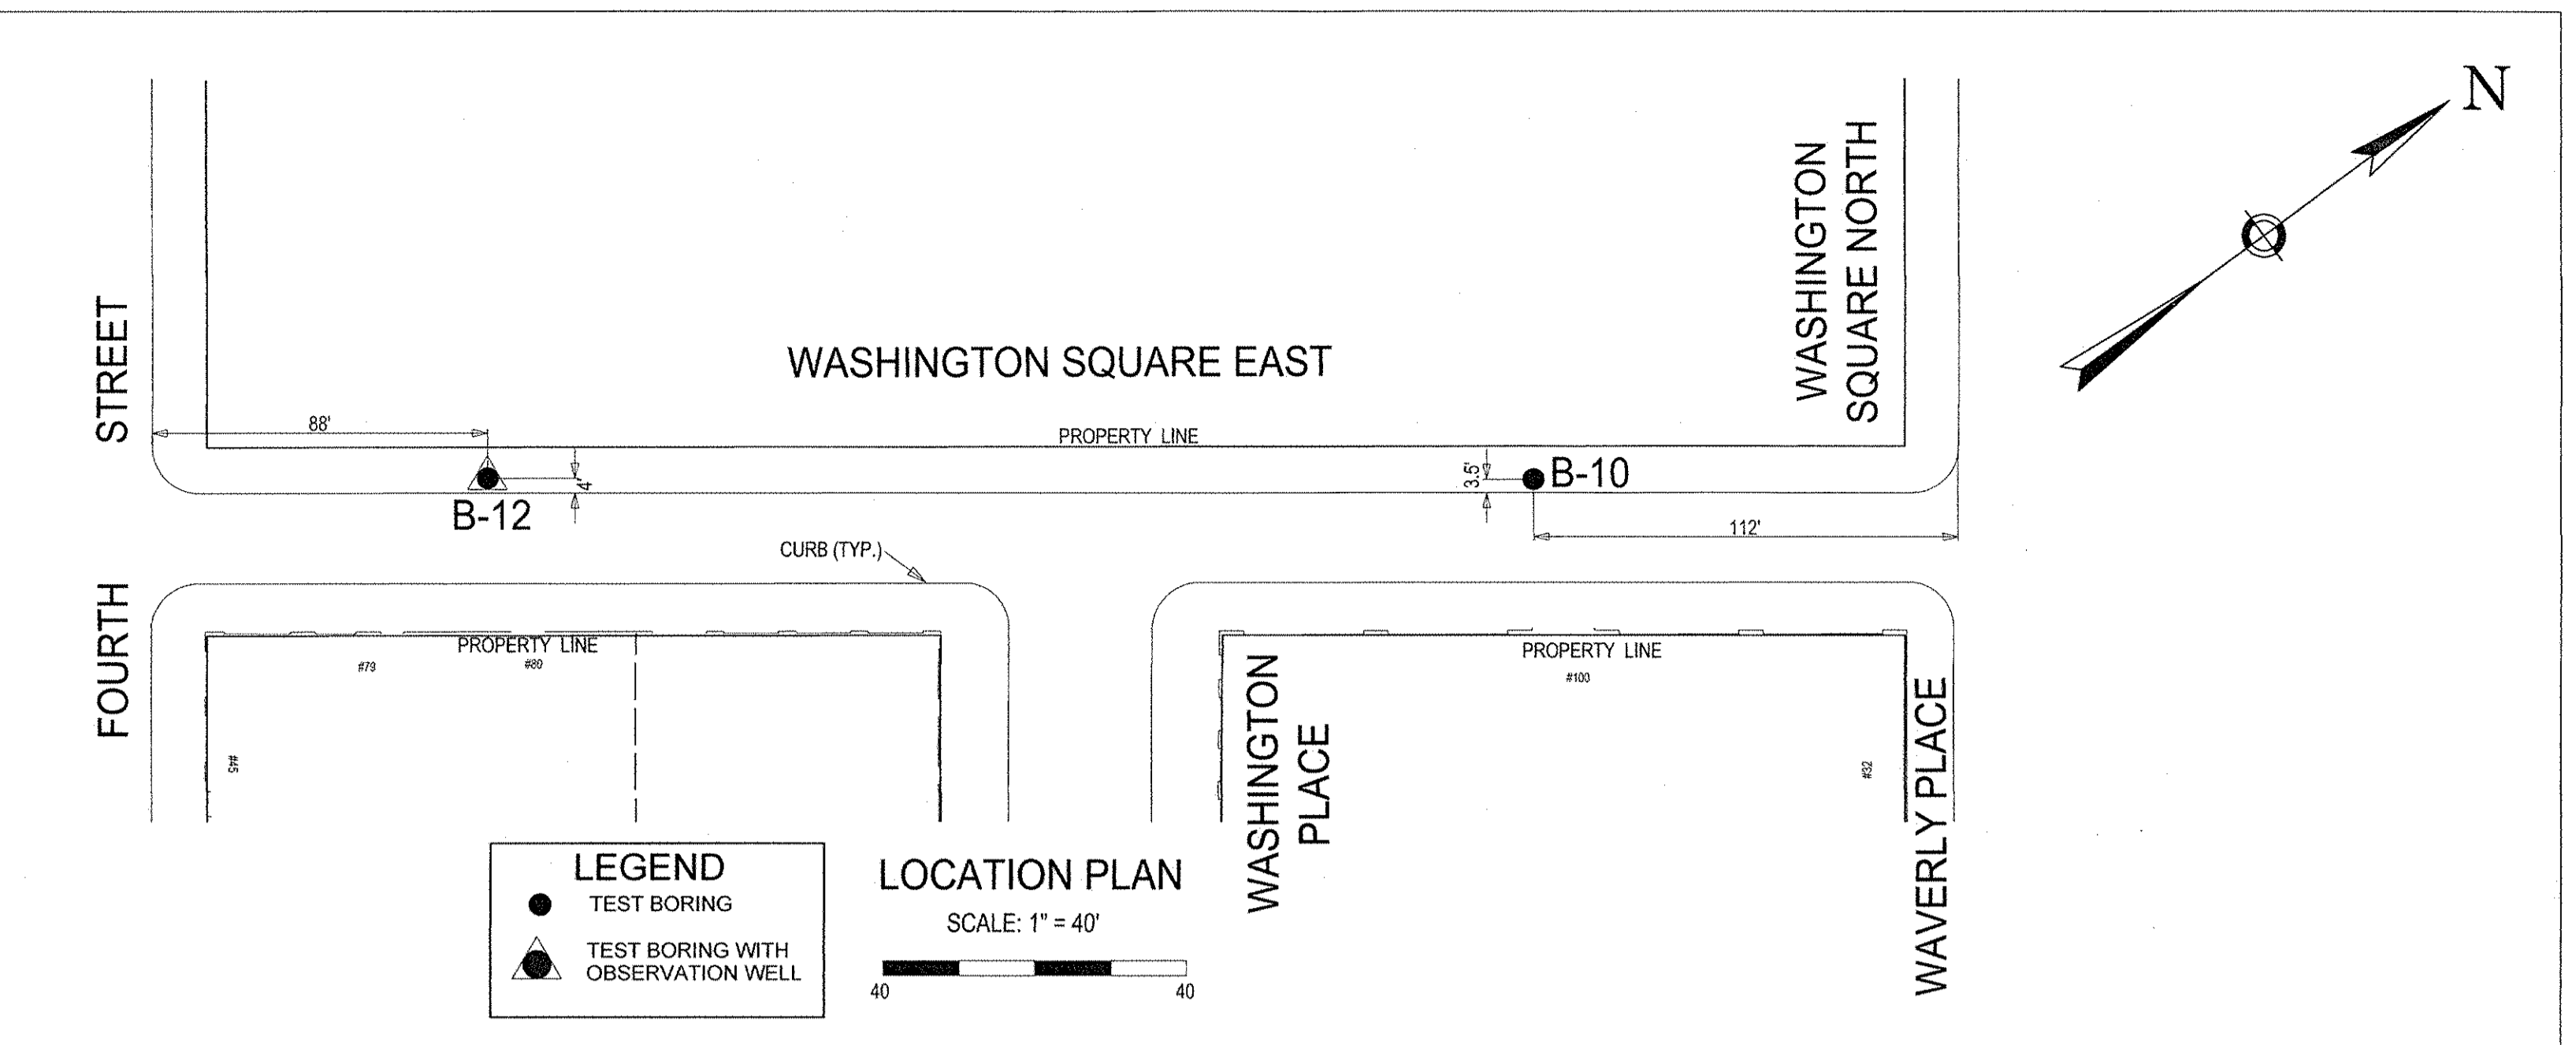 N
WASHINGTON
SQUARE NORTH
STREET
WASHINGTON SQUARE EAST
88'
PROPERTY LINE
4'
3.5'
B-10
B-12
112'
CURB (TYP.)
FOURTH
PROPERTY LINE
#79
#80
#45
PROPERTY LINE
#100
#32
WASHINGTON
PLACE
WAVERLY PLACE
LEGEND
TEST BORING
TEST BORING WITH
OBSERVATION WELL
LOCATION PLAN
SCALE: 1" = 40'
40
40